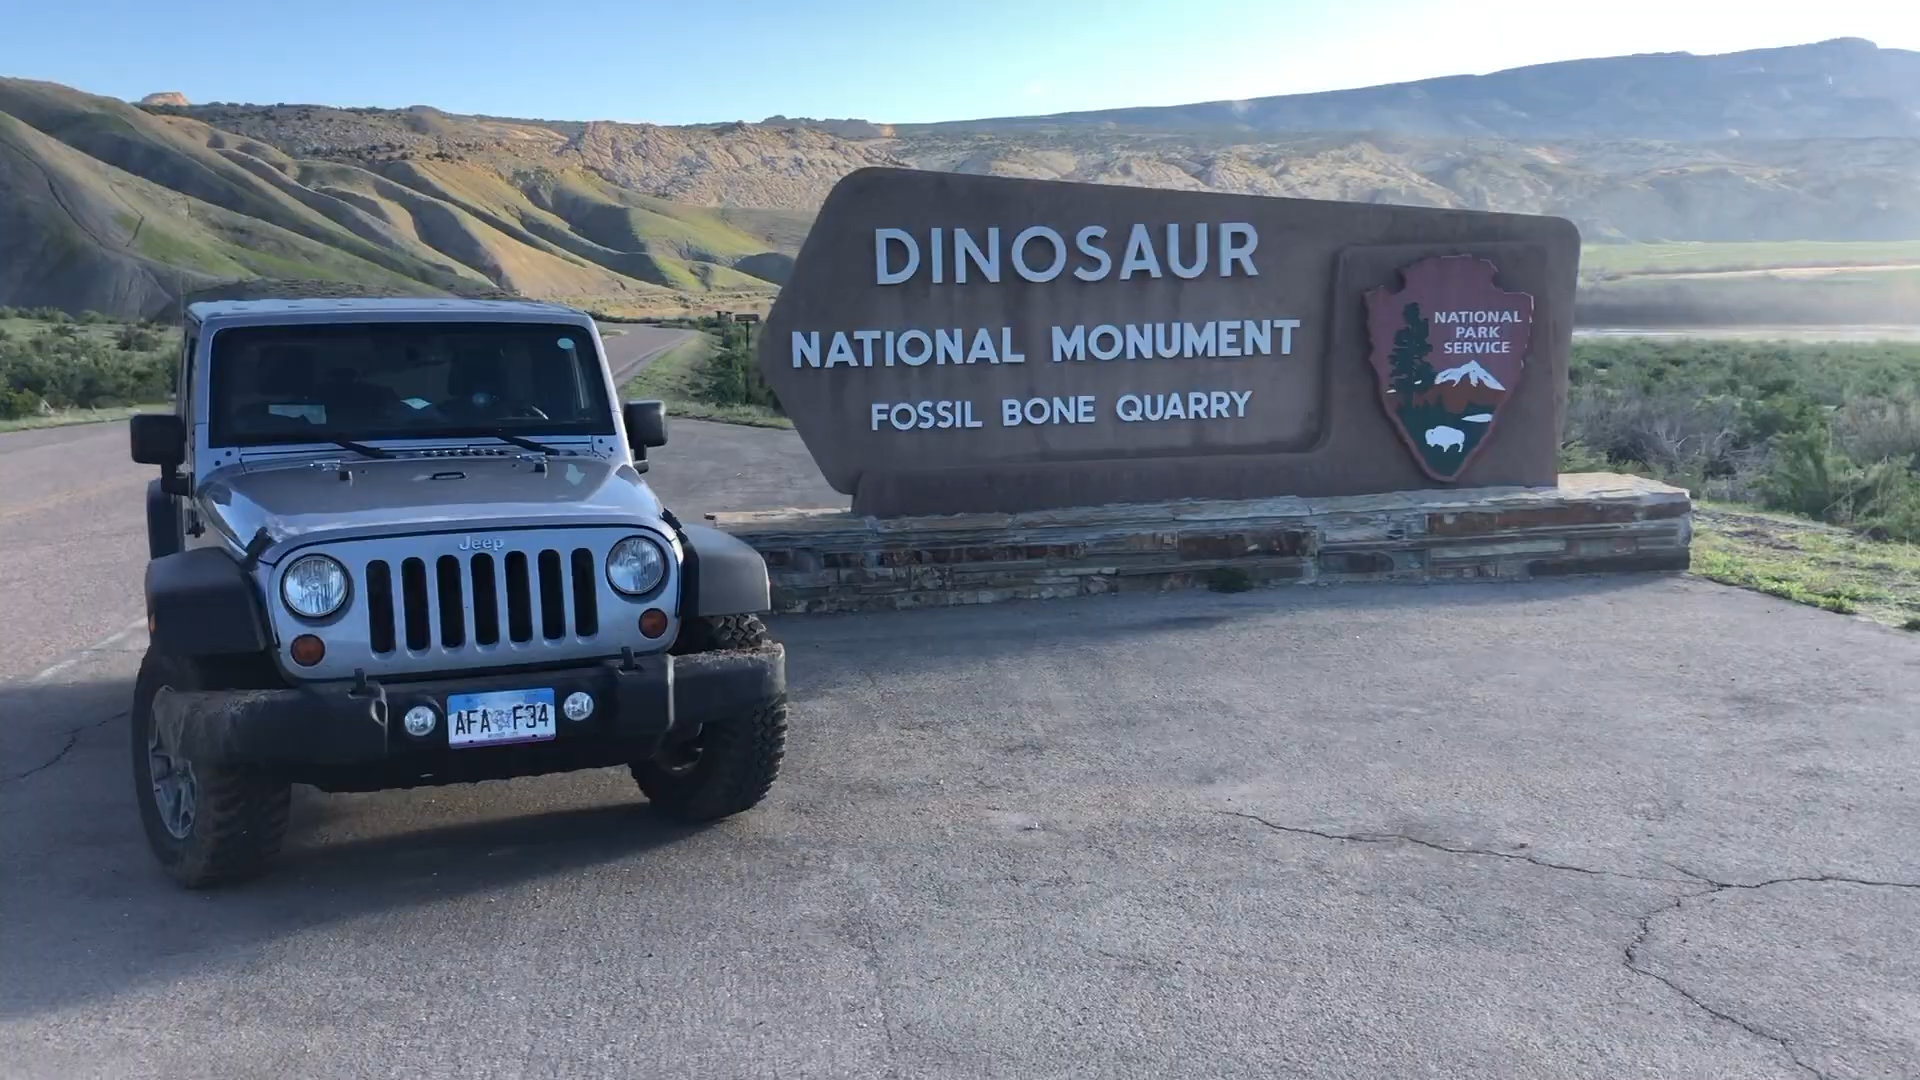 DINOSAUR
NATIONAL MONUMENT
FOSSIL BONE QUARRY
NATIONAL
PARK
SERVICE
Jeep
AFA F34